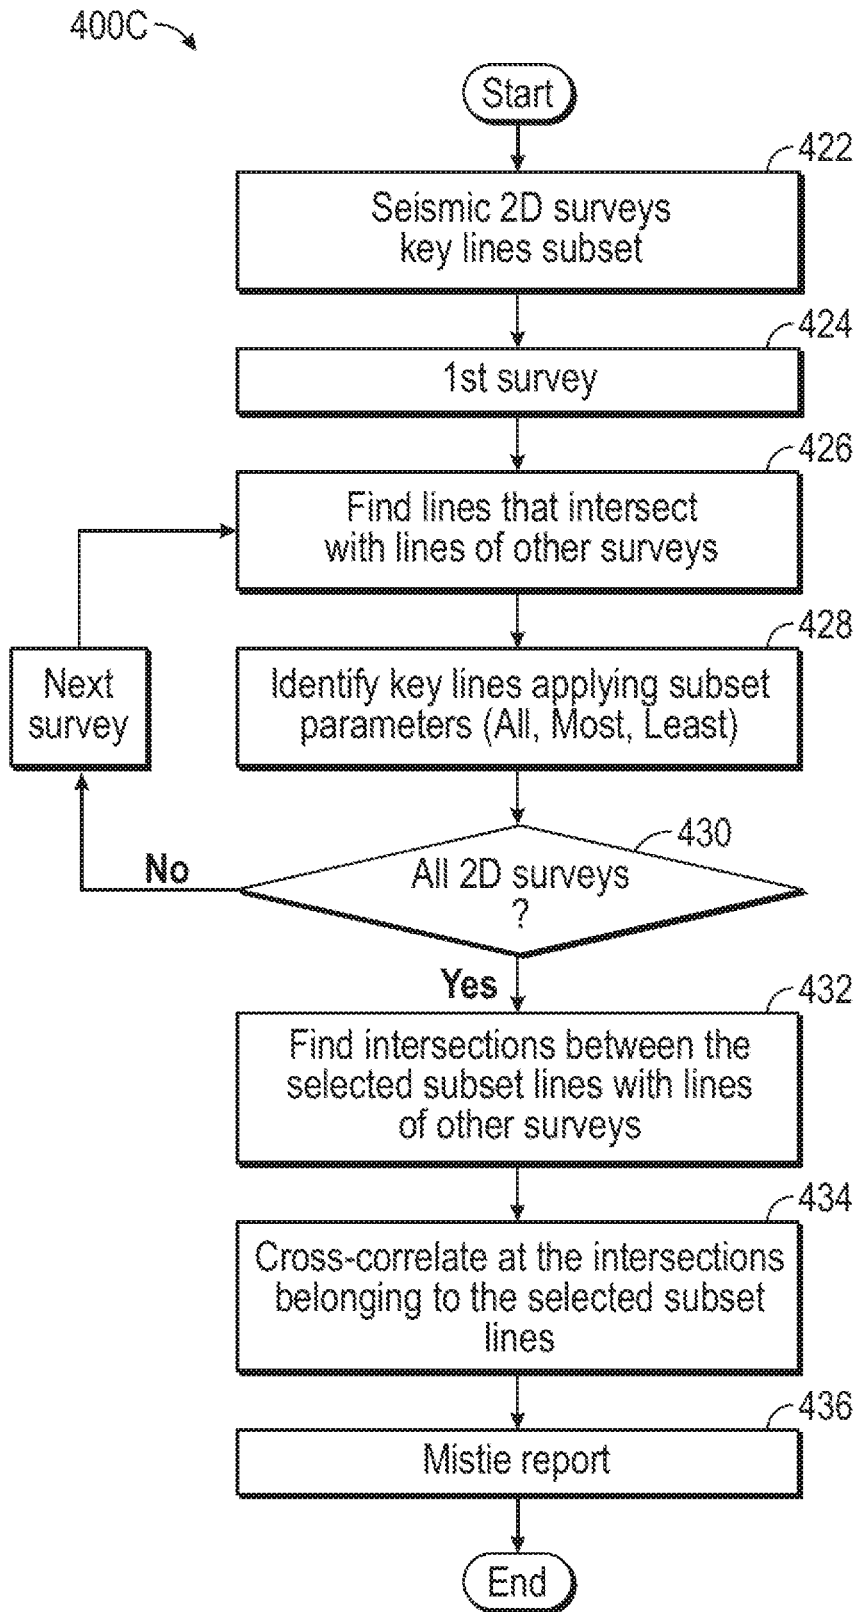 400C
Start
422
Seismic 2D surveys
key lines subset
424
1st survey
426
Find lines that intersect
with lines of other surveys
428
Identify key lines applying subset
parameters (All, Most, Least)
Next
survey
430
All 2D surveys
?
No
Yes
432
Find intersections between the
selected subset lines with lines
of other surveys
434
Cross-correlate at the intersections
belonging to the selected subset
lines
436
Mistie report
End